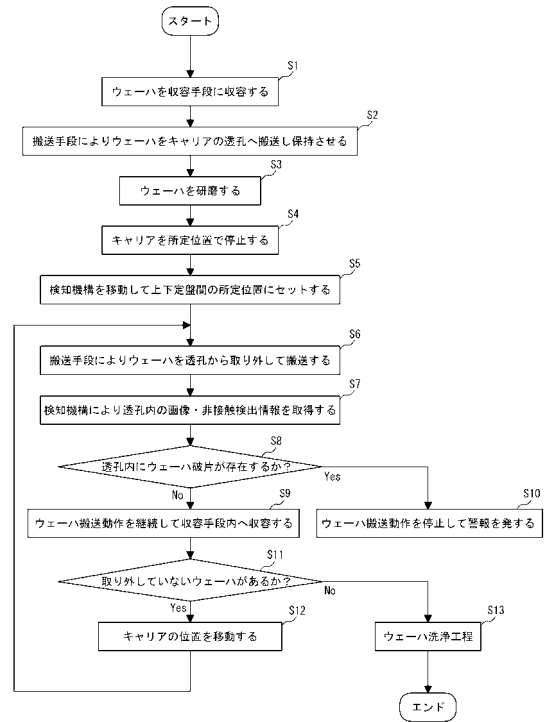 スタート
S1
ウェーハを収容手段に収容する
S2
搬送手段によりウェーハをキャリアの透孔へ搬送し保持させる
S3
ウェーハを研磨する
S4
キャリアを所定位置で停止する
S5
検知機構を移動して上下定盤間の所定位置にセットする
S6
搬送手段によりウェーハを透孔から取り外して搬送する
S7
検知機構により透孔内の画像・非接触検出情報を取得する
S8
透孔内にウェーハ破片が存在するか?
Yes
No
S9
ウェーハ搬送動作を継続して収容手段内へ収容する
S10
ウェーハ搬送動作を停止して警報を発する
S11
取り外していないウェーハがあるか?
No
Yes
S12
キャリアの位置を移動する
S13
ウェーハ洗浄工程
エンド